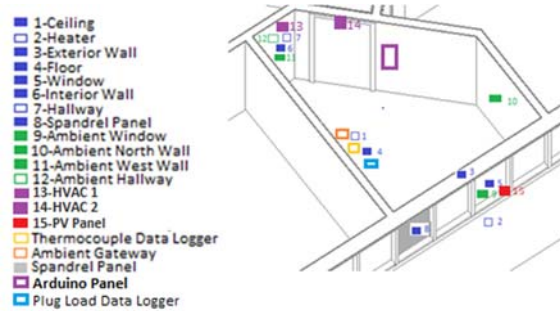 1-Ceiling
2-Heater
3-Exterior Wall
4-Floor
5-Window
6-Interior Wall
7-Hallway
8-Spandrel Panel
9-Ambient Window
10-Ambient North Wall
11-Ambient West Wall
12-Ambient Hallway
13-HVAC 1
14-HVAC 2
15-PV Panel
Thermocouple Data Logger
Ambient Gateway
Spandrel Panel
Arduino Panel
Plug Load Data Logger
13
14
12
7
6
11
10
1
4
3
5
15
2
8